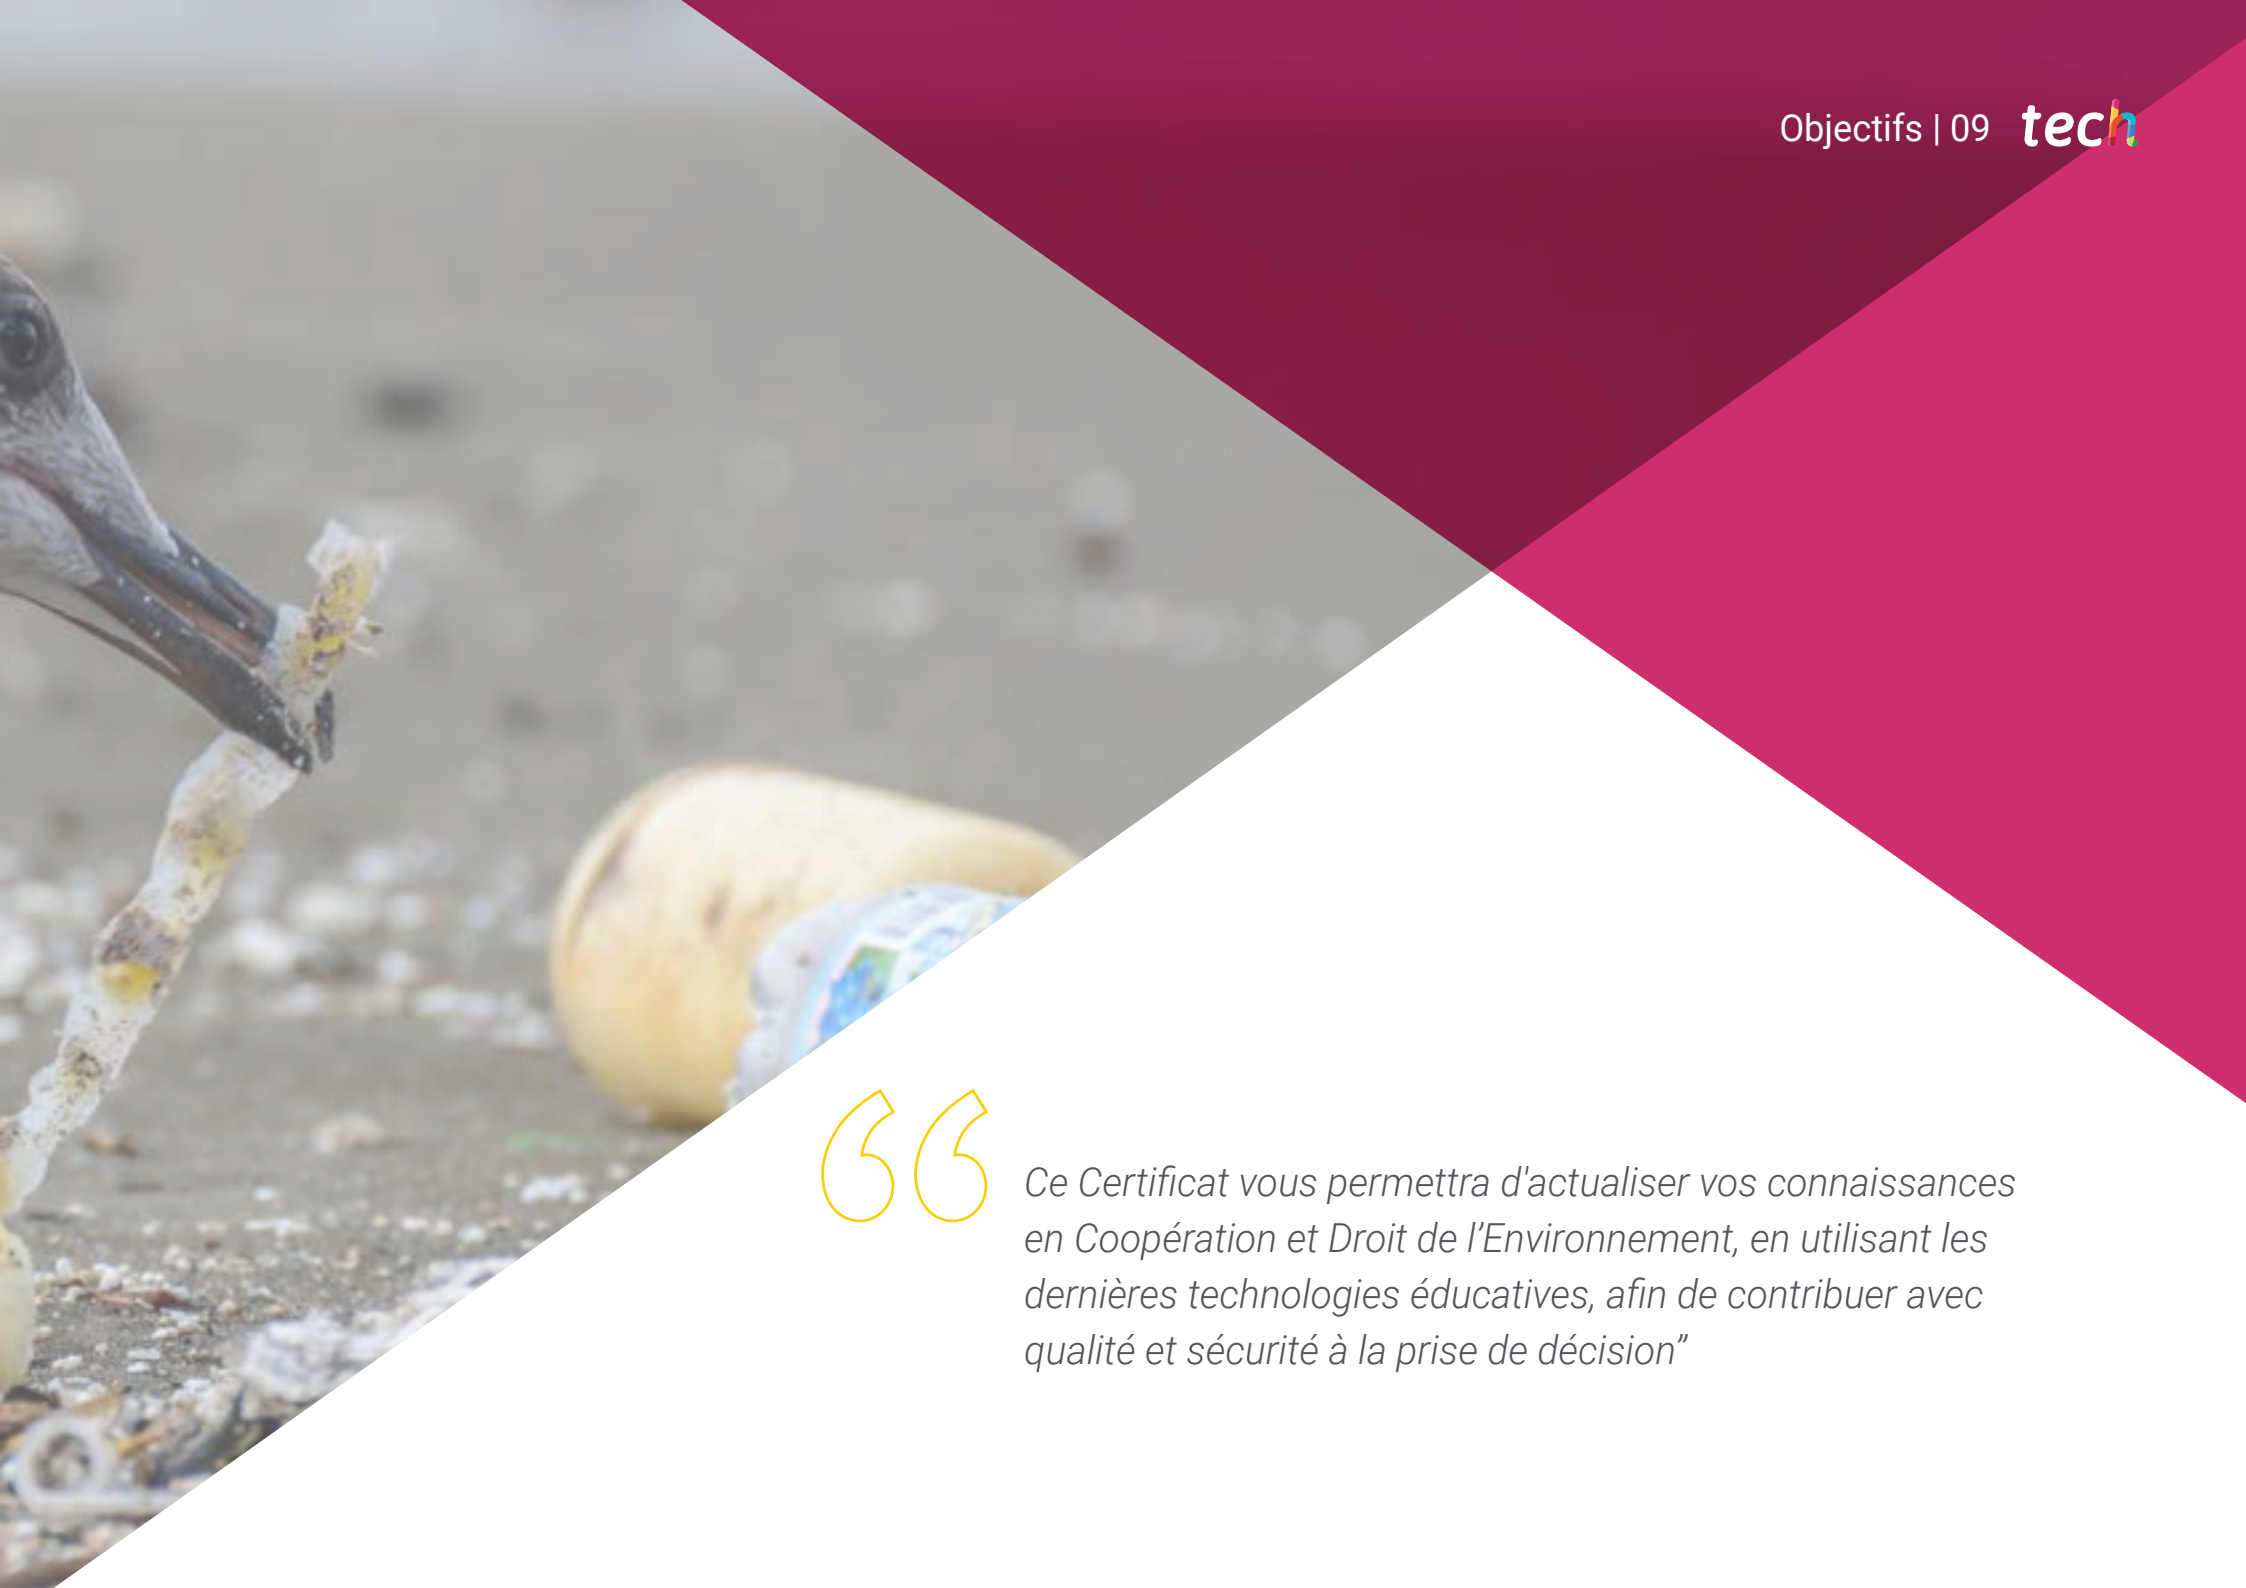 Objectifs | 09 tech
“Ce Certificat vous permettra d'actualiser vos connaissances
en Coopération et Droit de l’Environnement, en utilisant les
dernières technologies éducatives, afin de contribuer avec
qualité et sécurité à la prise de décision”